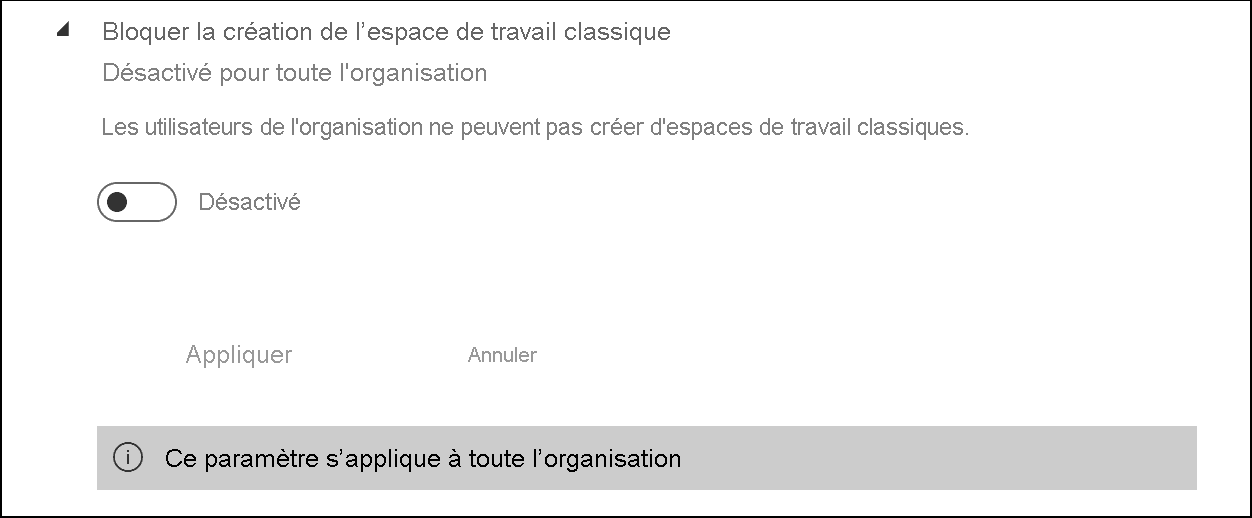 Bloquer la création de l’espace de travail classique
Désactivé pour toute l'organisation
Les utilisateurs de l'organisation ne peuvent pas créer d'espaces de travail classiques.
Désactivé
Appliquer Annuler
Ce paramètre s’applique à toute l’organisation